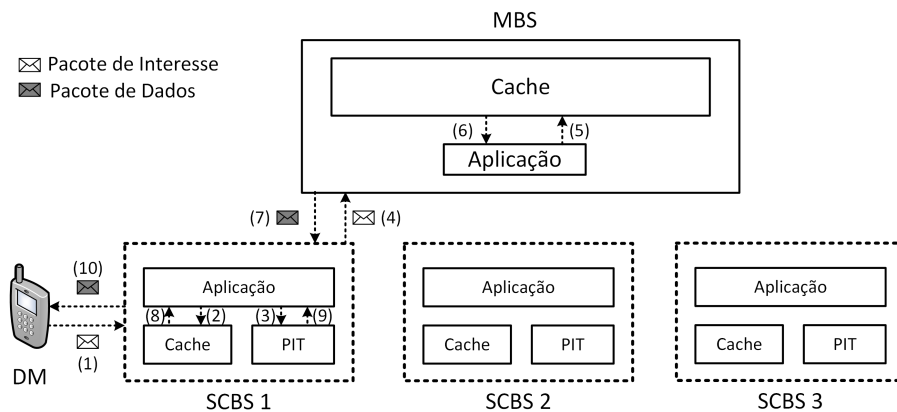 MBS
Pacote de Interesse
Pacote de Dados
Cache
(6)
(5)
Aplicação
(7)
(4)
(10)
Aplicação
Aplicação
Aplicação
(8)
(2)
(3)
(9)
Cache
PIT
Cache
PIT
Cache
PIT
(1)
DM
SCBS 1
SCBS 2
SCBS 3